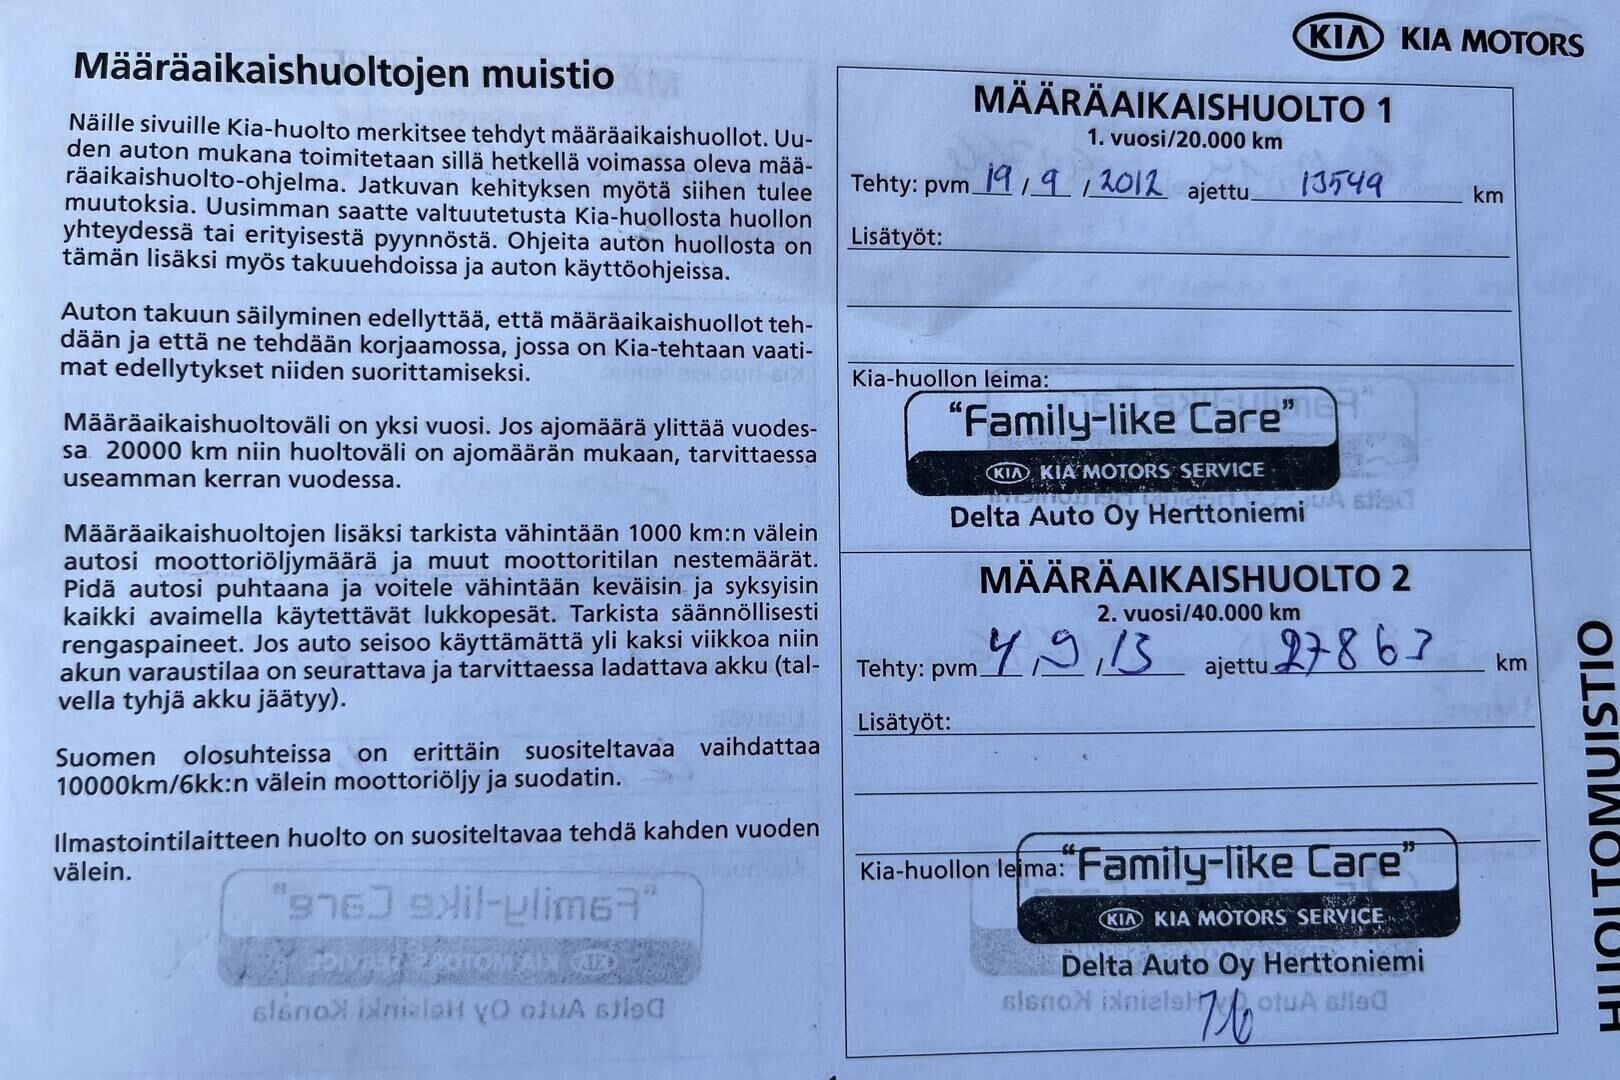 KIA KIA MOTORS
Määräaikaishuoltojen muistio
Näille sivuille Kia-huolto merkitsee tehdyt määräaikaishuollot. Uu-
den auton mukana toimitetaan sillä hetkellä voimassa oleva mää-
räaikaishuolto-ohjelma. Jatkuvan kehityksen myötä siihen tulee
muutoksia. Uusimman saatte valtuutetusta Kia-huollosta huollon
yhteydessä tai erityisestä pyynnöstä. Ohjeita auton huollosta on
tämän lisäksi myös takuuehdoissa ja auton käyttöohjeissa.
Auton takuun säilyminen edellyttää, että määräaikaishuollot teh-
dään ja että ne tehdään korjaamossa, jossa on Kia-tehtaan vaati-
mat edellytykset niiden suorittamiseksi.
Määräaikaishuoltoväli on yksi vuosi. Jos ajomäärä ylittää vuodes-
sa 20000 km niin huoltoväli on ajomäärän mukaan, tarvittaessa
useamman kerran vuodessa.
Määräaikaishuoltojen lisäksi tarkista vähintään 1000 km:n välein
autosi moottoriöljymäärä ja muut moottoritilan nestemäärät.
Pidä autosi puhtaana ja voitele vähintään keväisin ja syksyisin
kaikki avaimella käytettävät lukkopesät. Tarkista säännöllisesti
rengaspaineet. Jos auto seisoo käyttämättä yli kaksi viikkoa niin
akun varaustilaa on seurattava ja tarvittaessa ladattava akku (tal-
vella tyhjä akku jäätyy).
Suomen olosuhteissa on erittäin suositeltavaa vaihdattaa
10000km/6kk:n välein moottoriöljy ja suodatin.
Ilmastointilaitteen huolto on suositeltavaa tehdä kahden vuoden
välein.
MÄÄRÄAIKAISHUOLTO 1
1. vuosi/20.000 km
Tehty: pvm 19 / 9 / 2012 ajettu 13549 km
Lisätyöt:
Kia-huollon leima:
"Family-like Care"
KIA KIA MOTORS SERVICE
Delta Auto Oy Herttoniemi
MÄÄRÄAIKAISHUOLTO 2
2. vuosi/40.000 km
Tehty: pvm 4 / 9 / 13 ajettu 27863 km
Lisätyöt:
Kia-huollon leima: "Family-like Care"
KIA KIA MOTORS SERVICE
Delta Auto Oy Herttoniemi
HUOLTOMUISTIO